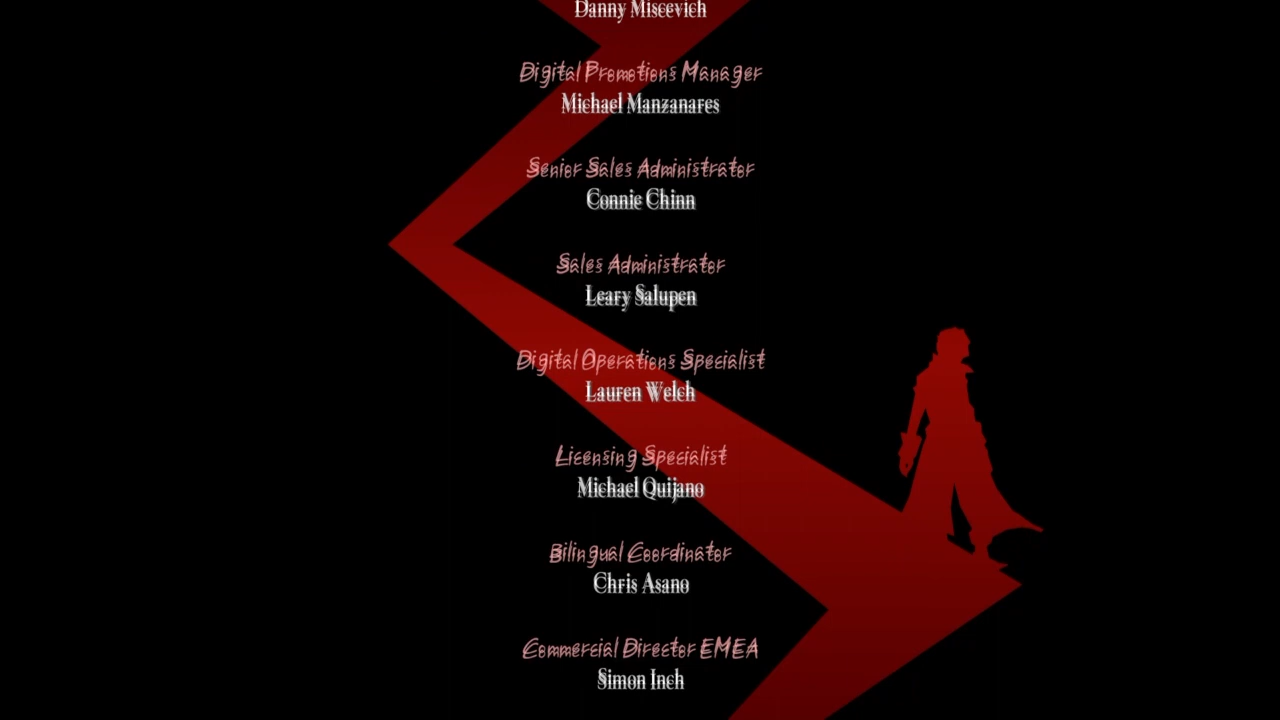 Danny Miscevich
Digital Promotions Manager
Michael Manzanares
Senior Sales Administrator
Connie Chinn
Sales Administrator
Leary Salupen
Digital Operations Specialist
Lauren Welch
Licensing Specialist
Michael Quijano
Bilingual Coordinator
Chris Asano
Commercial Director EMEA
Simon Inch